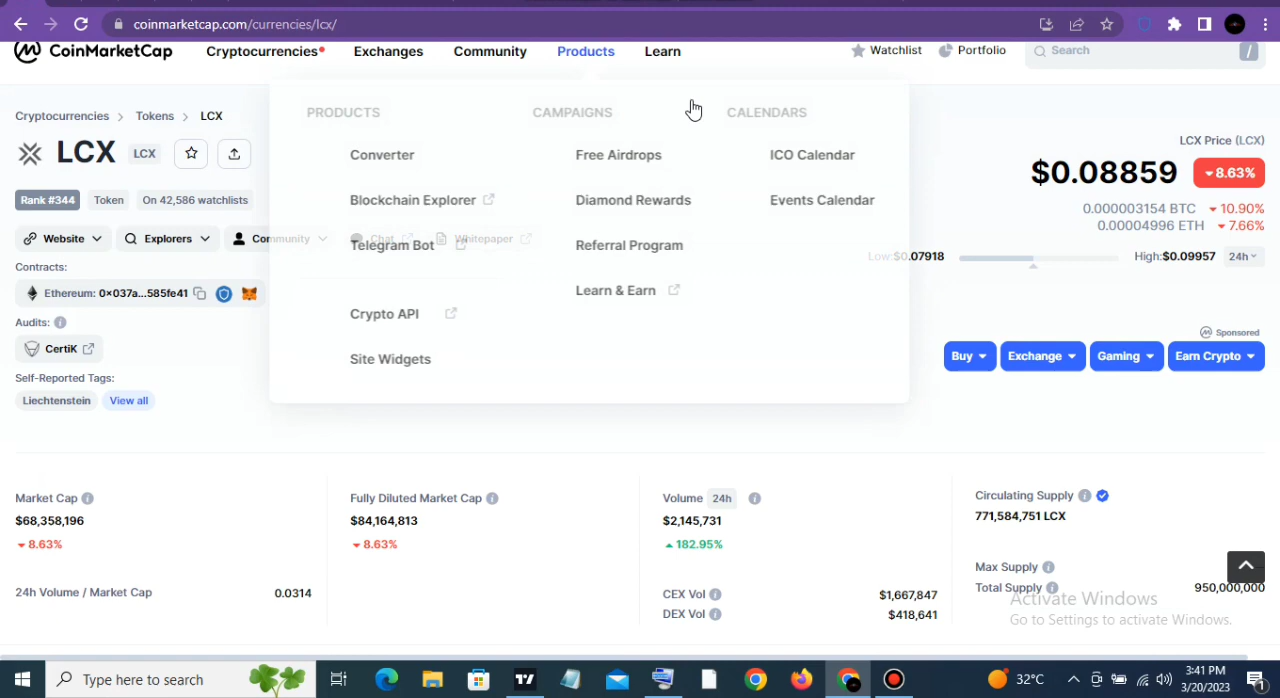 coinmarketcap.com/currencies/lcx/
CoinMarketCap
Cryptocurrencies
Exchanges
Community
Products
Learn
Watchlist
Portfolio
Search
/
Cryptocurrencies > Tokens > LCX
LCX LCX
Rank #344
Token
On 42,586 watchlists
Website
Explorers
Community
Chat
Whitepaper
Contracts:
Ethereum: 0x037a...585fe41
Audits:
CertiK
Self-Reported Tags:
Liechtenstein
View all
PRODUCTS
Converter
Blockchain Explorer
Telegram Bot
Crypto API
Site Widgets
CAMPAIGNS
Free Airdrops
Diamond Rewards
Referral Program
Learn & Earn
CALENDARS
ICO Calendar
Events Calendar
LCX Price (LCX)
$0.08859
8.63%
0.000003154 BTC
10.90%
0.00004996 ETH
7.66%
Low:$0.07918
High:$0.09957
24h
Sponsored
Buy
Exchange
Gaming
Earn Crypto
Market Cap
$68,358,196
8.63%
24h Volume / Market Cap
0.0314
Fully Diluted Market Cap
$84,164,813
8.63%
Volume 24h
$2,145,731
182.95%
CEX Vol
$1,667,847
DEX Vol
$418,641
Circulating Supply
771,584,751 LCX
Max Supply
Total Supply
950,000,000
Activate Windows
Go to Settings to activate Windows.
Type here to search
32°C
3:41 PM
3/20/2023
1